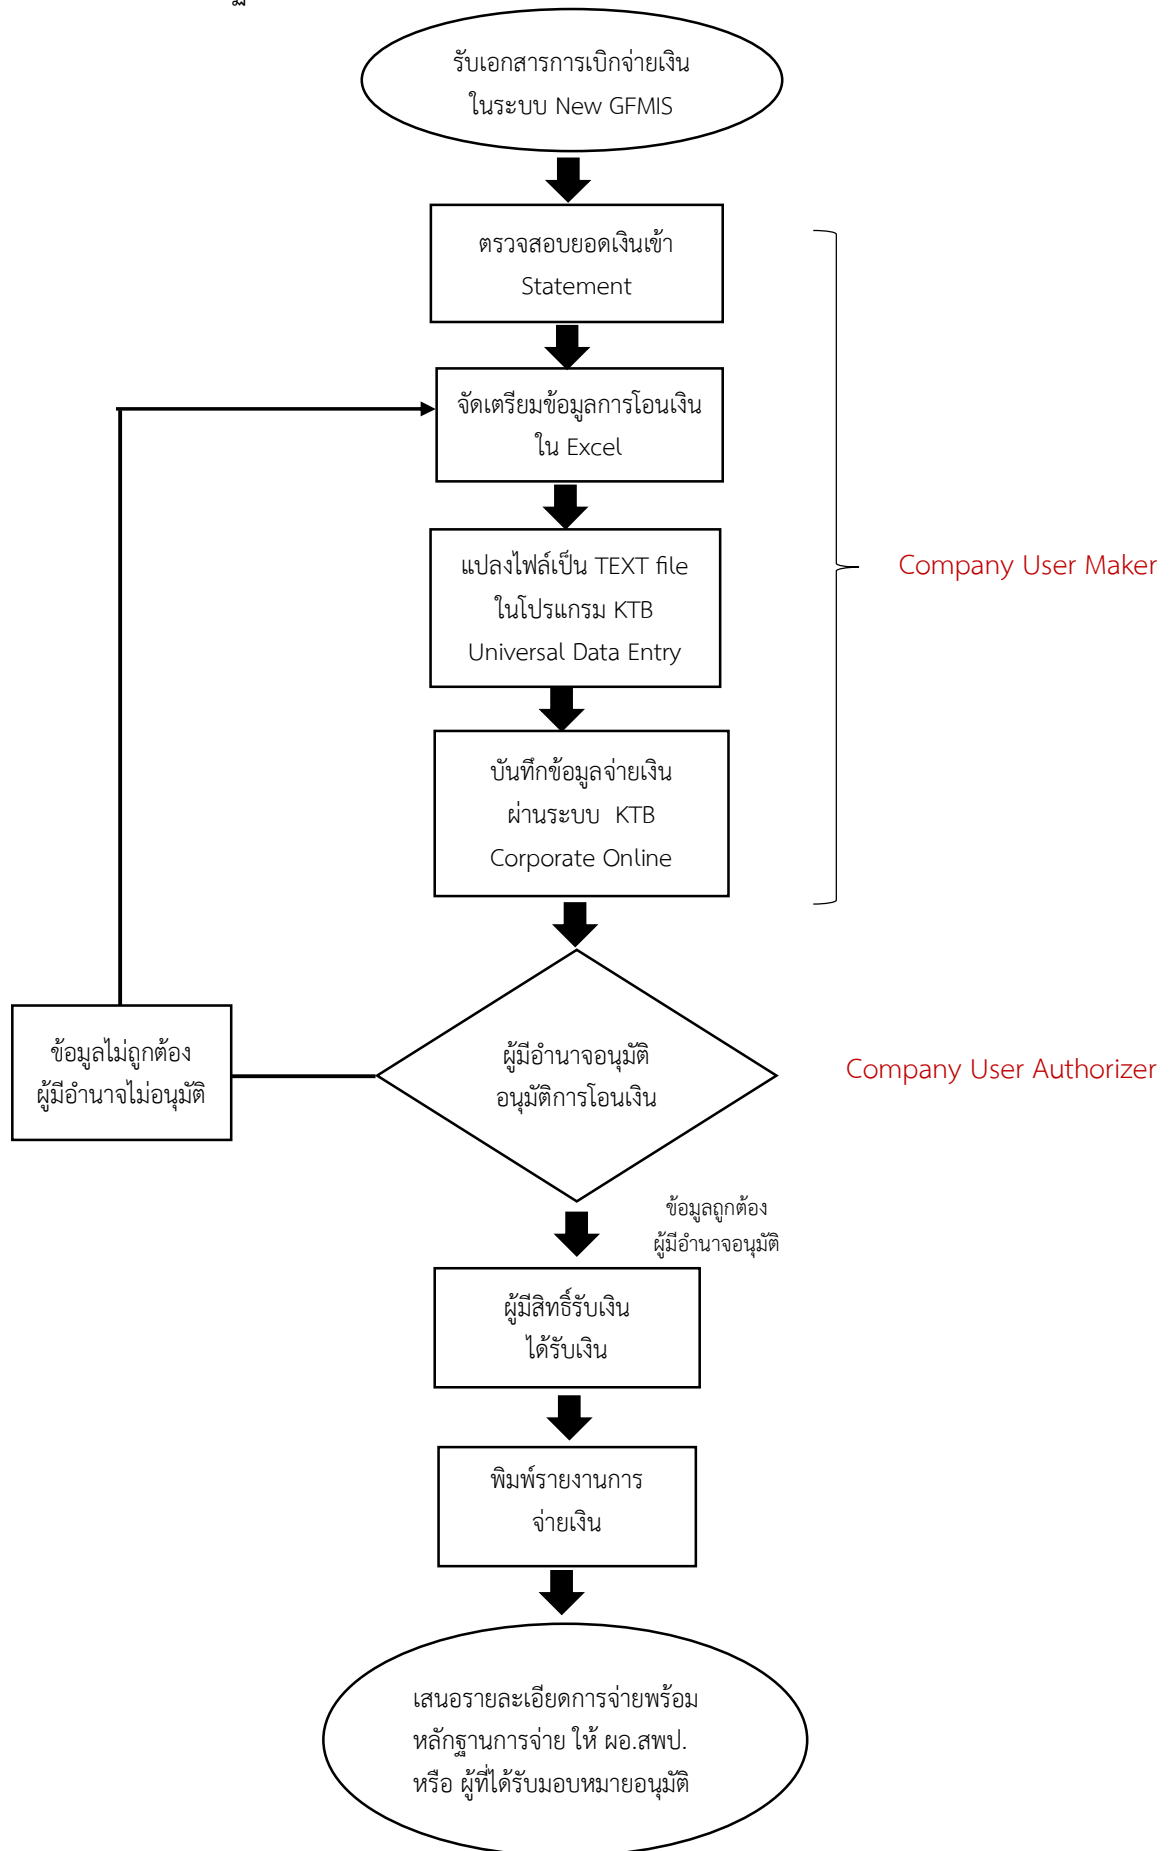 รับเอกสารการเบิกจ่ายเงิน
ในระบบ New GFMIS
ตรวจสอบยอดเงินเข้า
Statement
จัดเตรียมข้อมูลการโอนเงิน
ใน Excel
แปลงไฟล์เป็น TEXT file
ในโปรแกรม KTB
Universal Data Entry
Company User Maker
บันทึกข้อมูลจ่ายเงิน
ผ่านระบบ KTB
Corporate Online
ข้อมูลไม่ถูกต้อง
ผู้มีอำนาจไม่อนุมัติ
ผู้มีอำนาจอนุมัติ
อนุมัติการโอนเงิน
Company User Authorizer
ข้อมูลถูกต้อง
ผู้มีอำนาจอนุมัติ
ผู้มีสิทธิ์รับเงิน
ได้รับเงิน
พิมพ์รายงานการ
จ่ายเงิน
เสนอรายละเอียดการจ่ายพร้อม
หลักฐานการจ่าย ให้ ผอ.สพป.
หรือ ผู้ที่ได้รับมอบหมายอนุมัติ